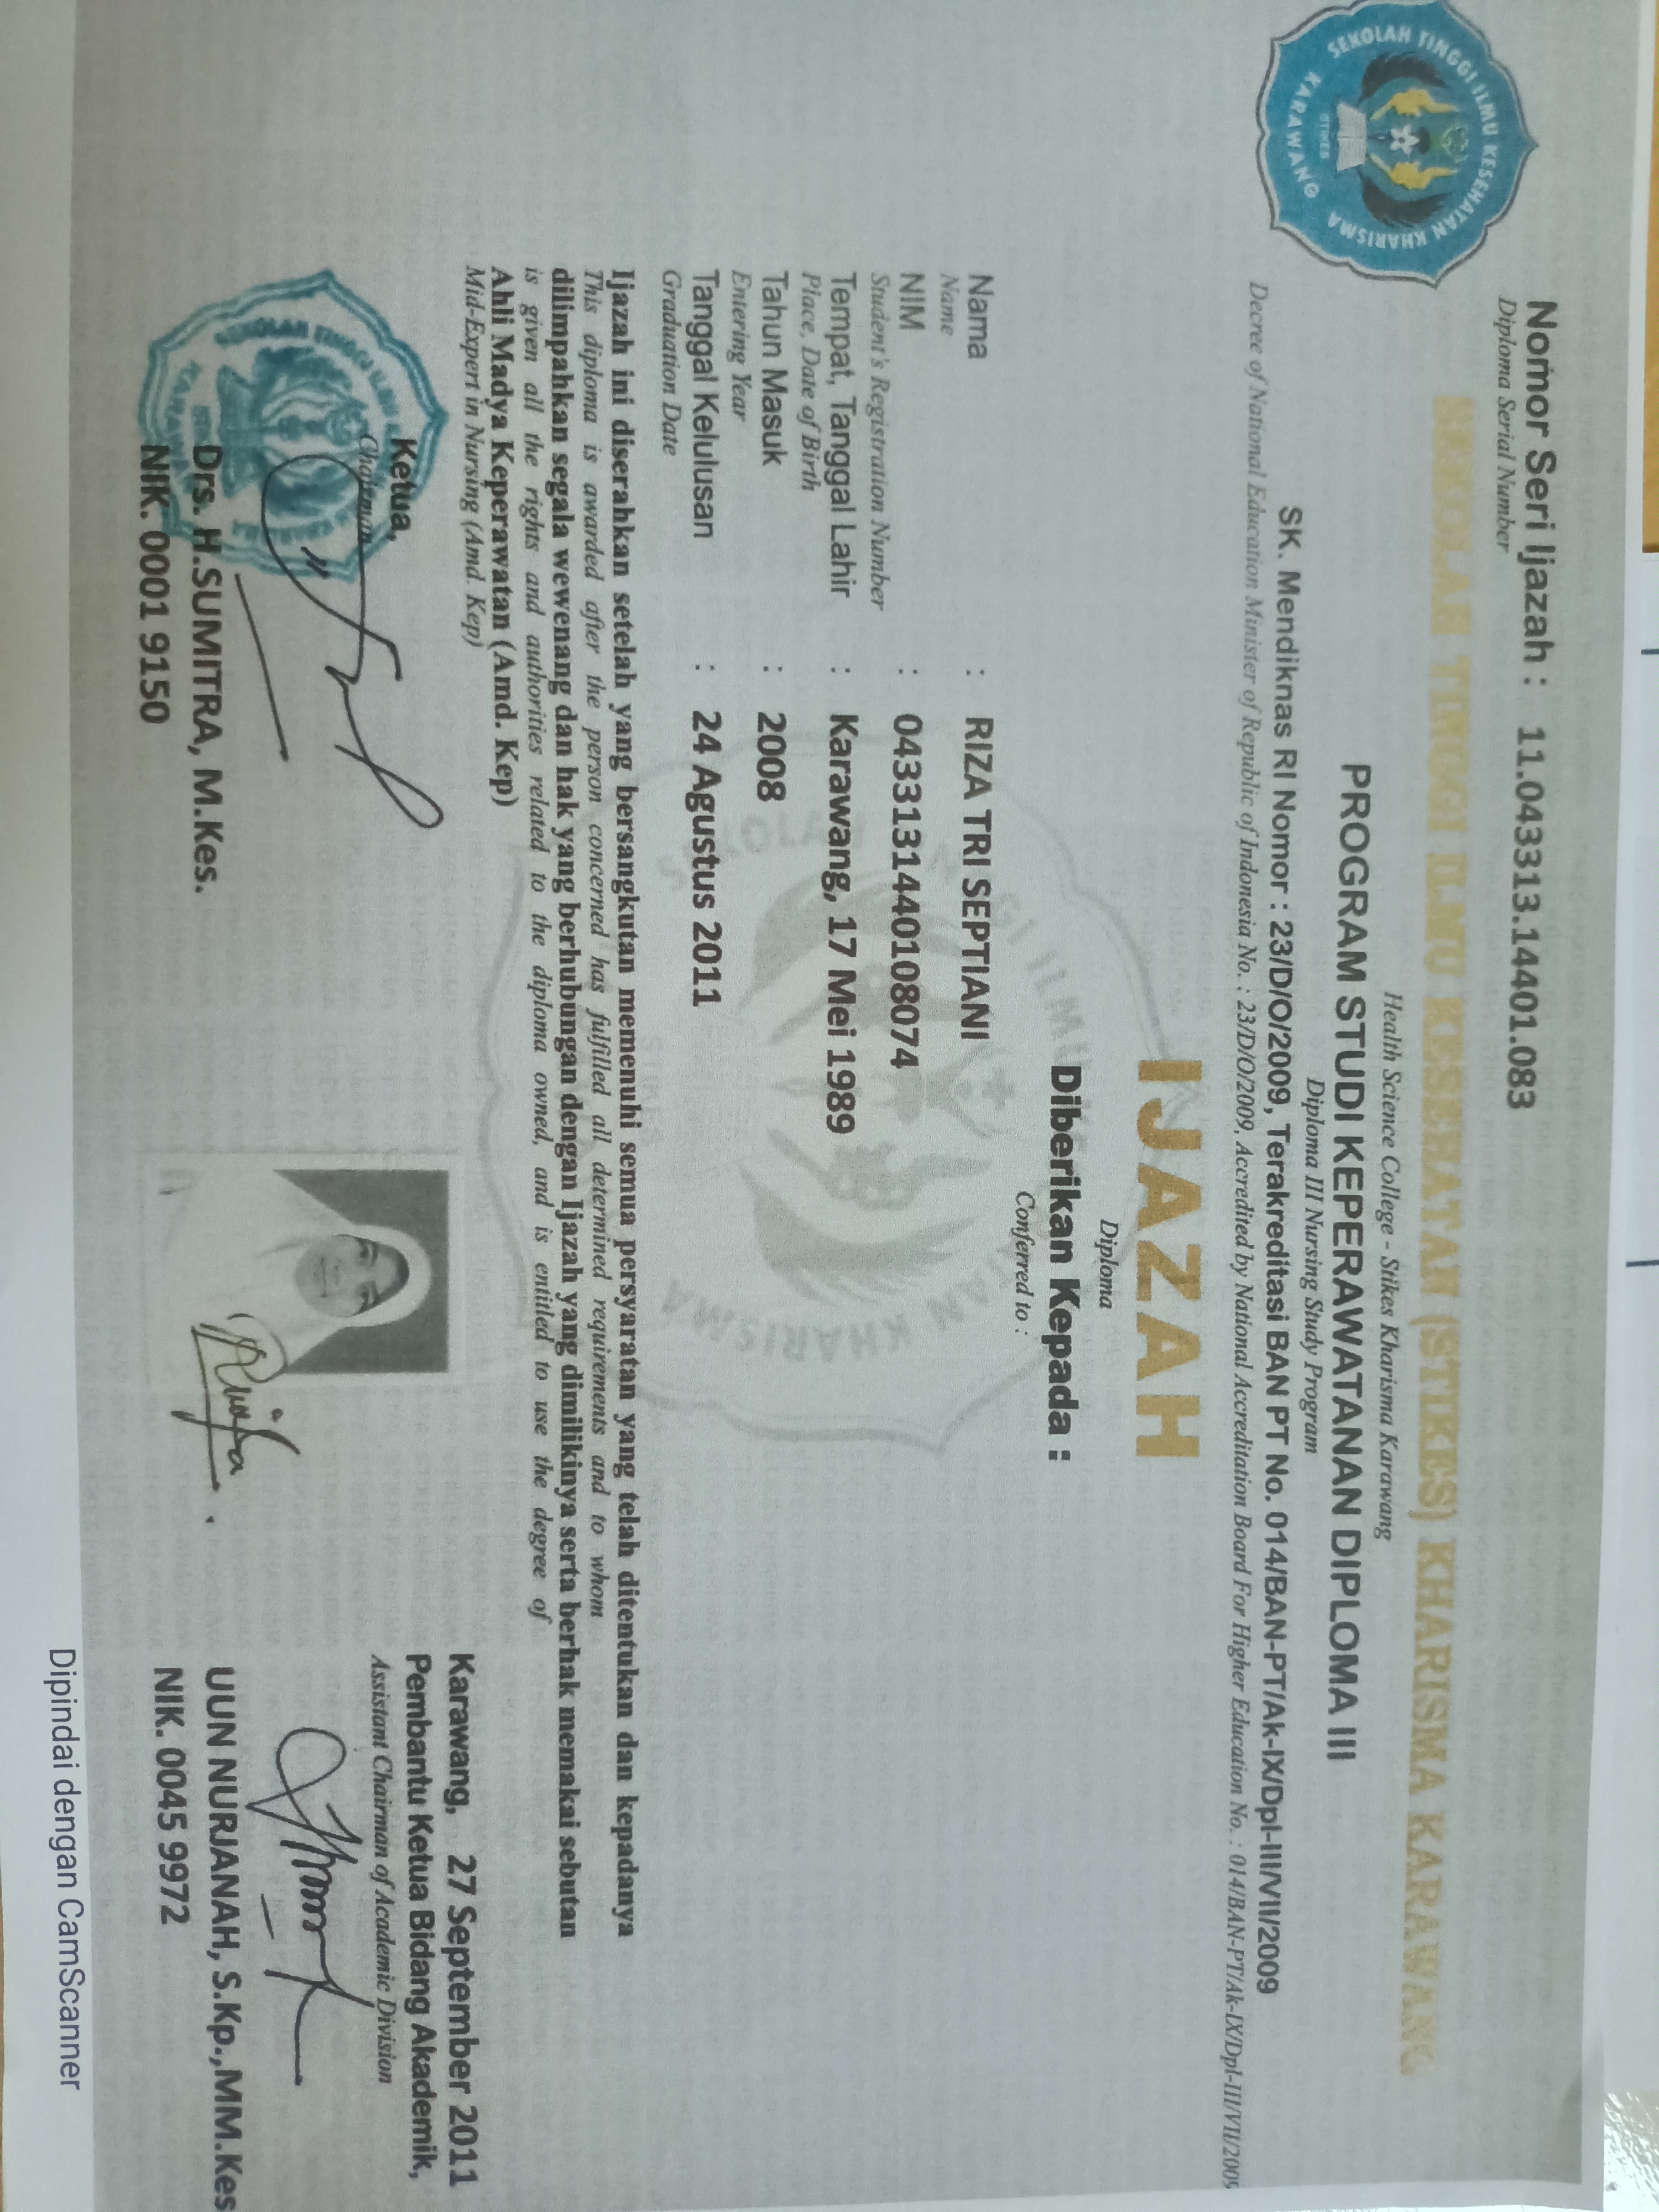 SEKOLAH TINGGI ILMU KESEHATAN KHARISMA
KARAWANG
STIKES
Nomor Seri Ijazah : 11.043313.14401.083
Diploma Serial Number
SEKOLAH TINGGI ILMU KESEHATAN (STIKES) KHARISMA KARAWANG
Health Science College - Stikes Kharisma Karawang
PROGRAM STUDI KEPERAWATANAN DIPLOMA III
Diploma III Nursing Study Program
SK. Mendiknas RI Nomor : 23/D/O/2009, Terakreditasi BAN PT No. 014/BAN-PT/Ak-IX/Dpl-III/VII/2009
Decree of National Education Minister of Republic of Indonesia No. : 23/D/O/2009, Accredited by National Accreditation Board For Higher Education No. : 014/BAN-PT/Ak-IX/Dpl-III/VII/2009
IJAZAH
Diploma
Diberikan Kepada :
Conferred to :
Nama : RIZA TRI SEPTIANI
Name
NIM : 0433131440108074
Student's Registration Number
Tempat, Tanggal Lahir : Karawang, 17 Mei 1989
Place, Date of Birth
Tahun Masuk : 2008
Entering Year
Tanggal Kelulusan : 24 Agustus 2011
Graduation Date
Ijazah ini diserahkan setelah yang bersangkutan memenuhi semua persyaratan yang telah ditentukan dan kepadanya
This diploma is awarded after the person concerned has fulfilled all determined requirements and to whom
dilimpahkan segala wewenang dan hak yang berhubungan dengan Ijazah yang dimilikinya serta berhak memakai sebutan
is given all the rights and authorities related to the diploma owned, and is entitled to use the degree of
Ahli Madya Keperawatan (Amd. Kep)
Mid-Expert in Nursing (Amd. Kep)
Karawang, 27 September 2011
Ketua,
Chairman
Pembantu Ketua Bidang Akademik,
Assistant Chairman of Academic Division
Drs. H.SUMITRA, M.Kes.
NIK. 0001 9150
UUN NURJANAH, S.Kp.,MM.Kes
NIK. 0045 9972
Dipindai dengan CamScanner